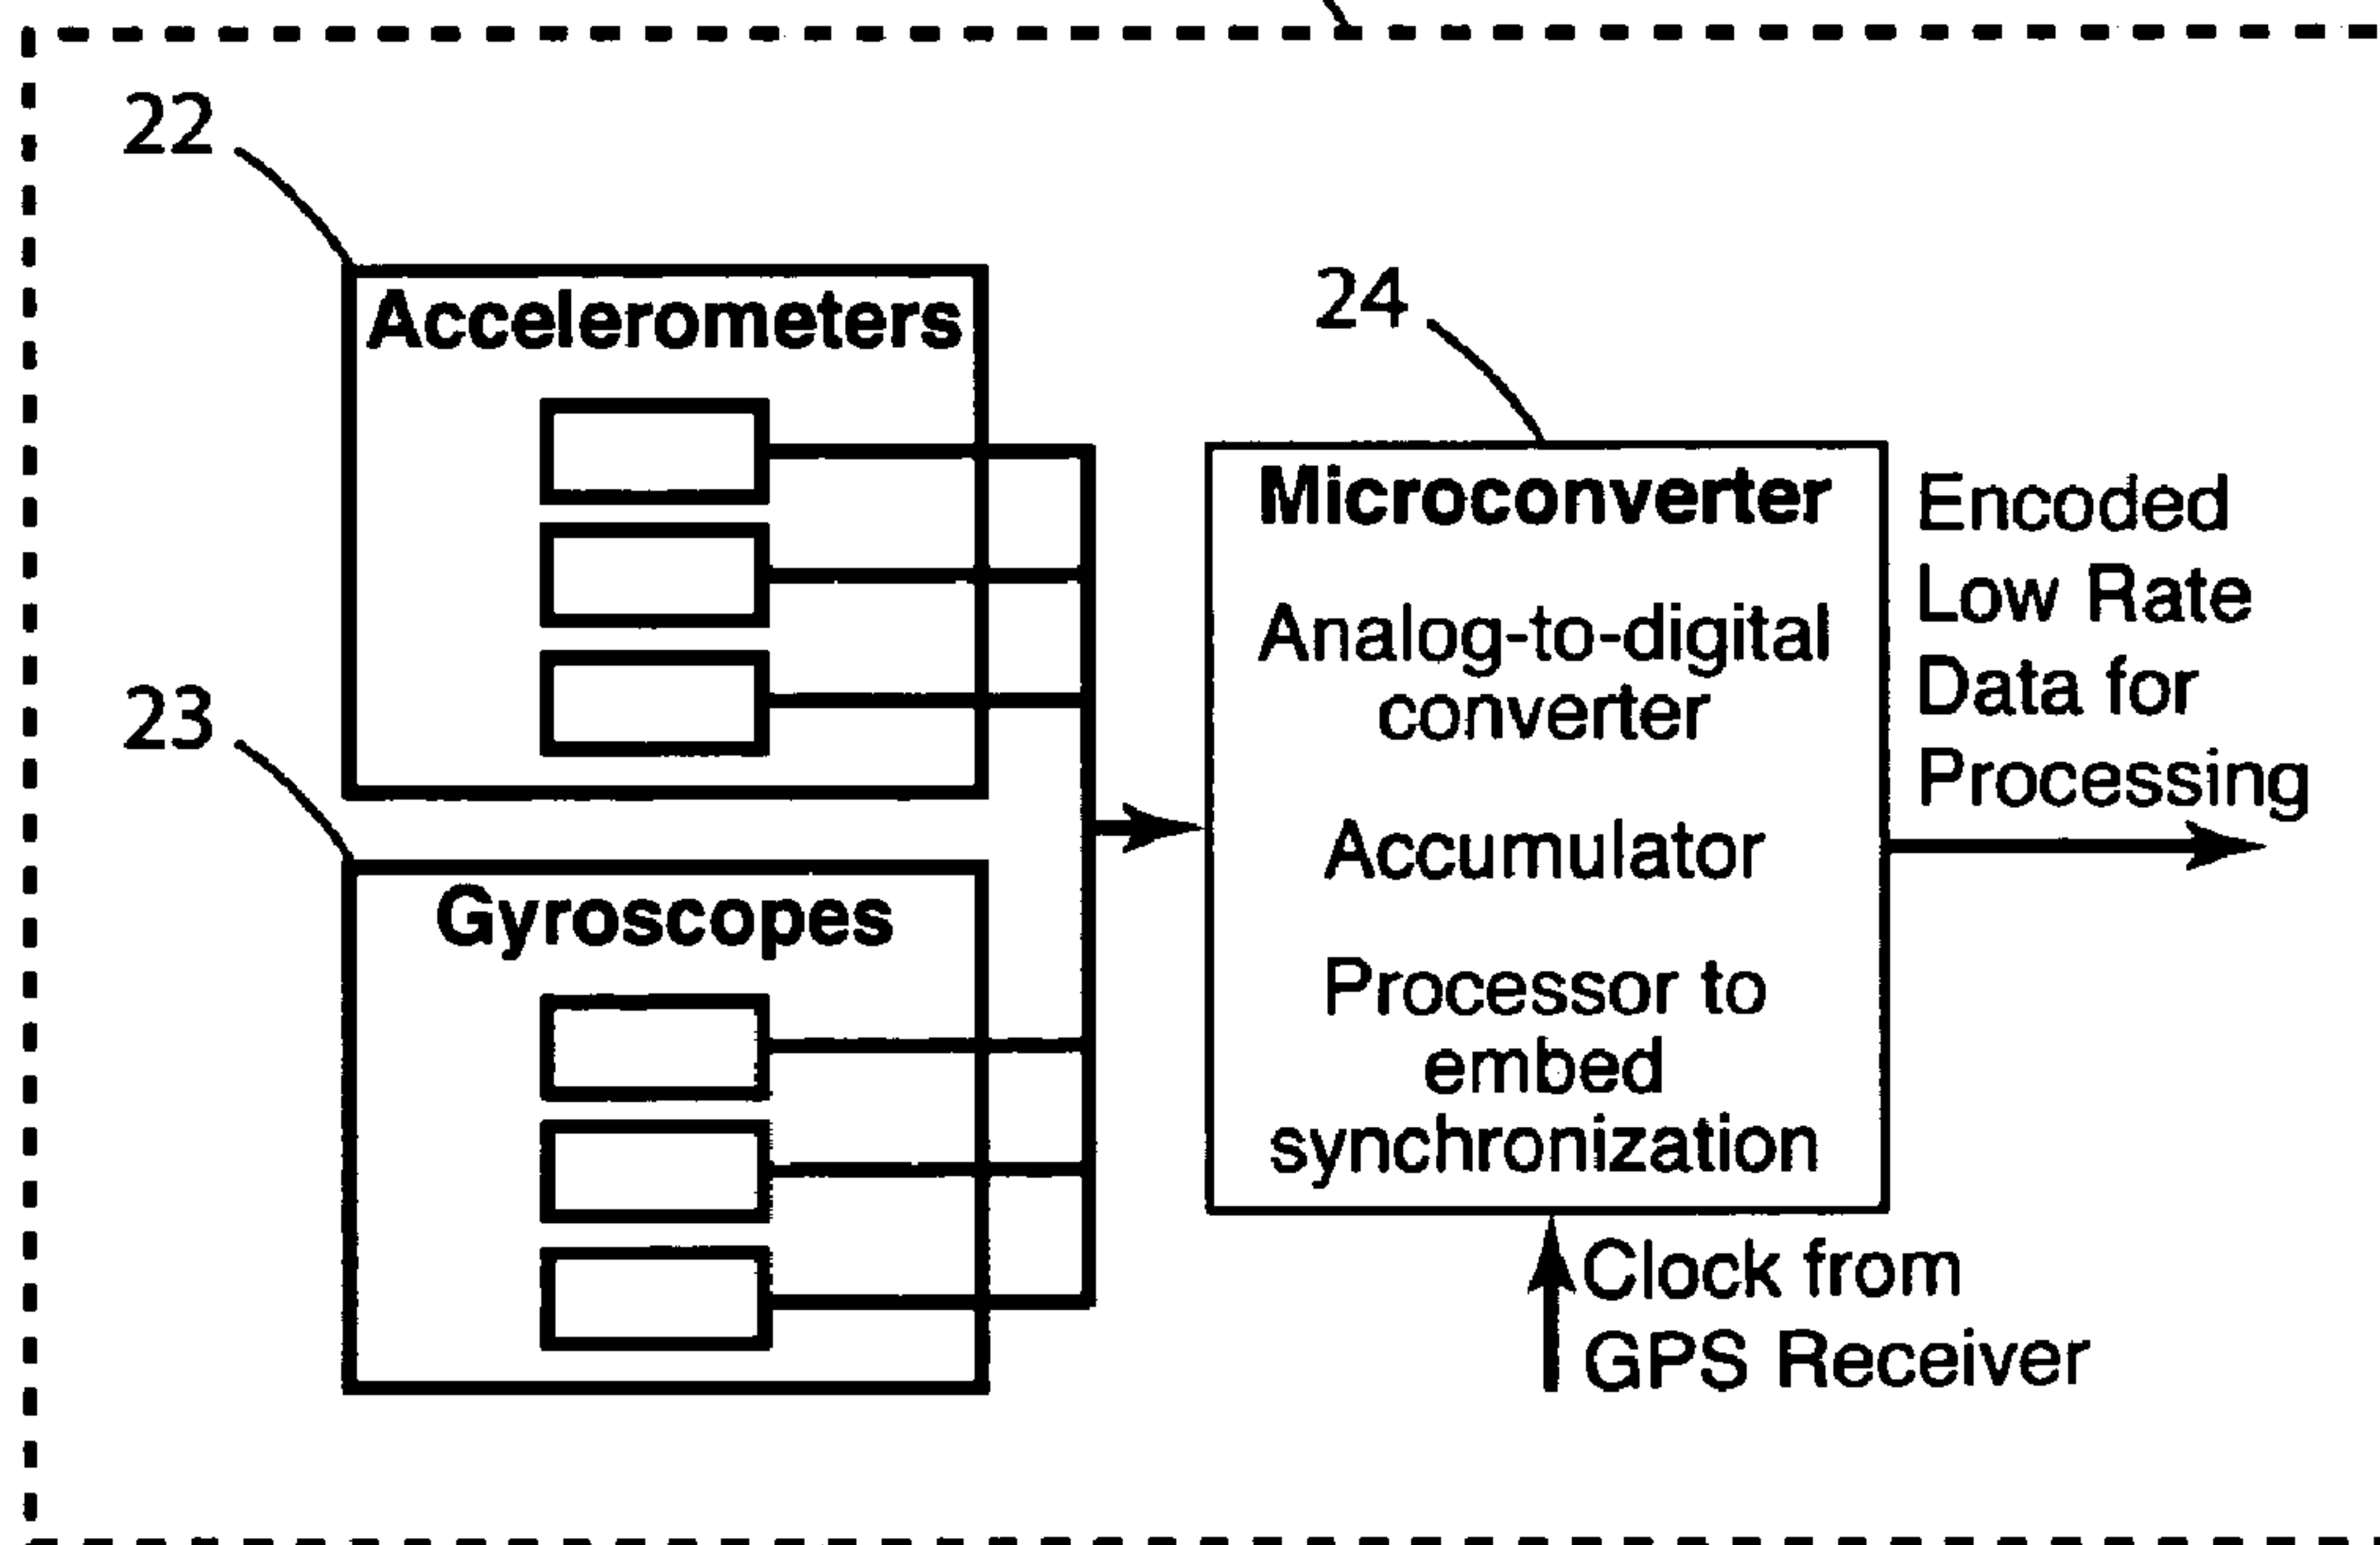 22
Accelerometers
23
Gyroscopes
24
Microconverter
Analog-to-digital
converter
Accumulator
Processor to
embed
synchronization
Encoded
Low Rate
Data for
Processing
Clock from
GPS Receiver